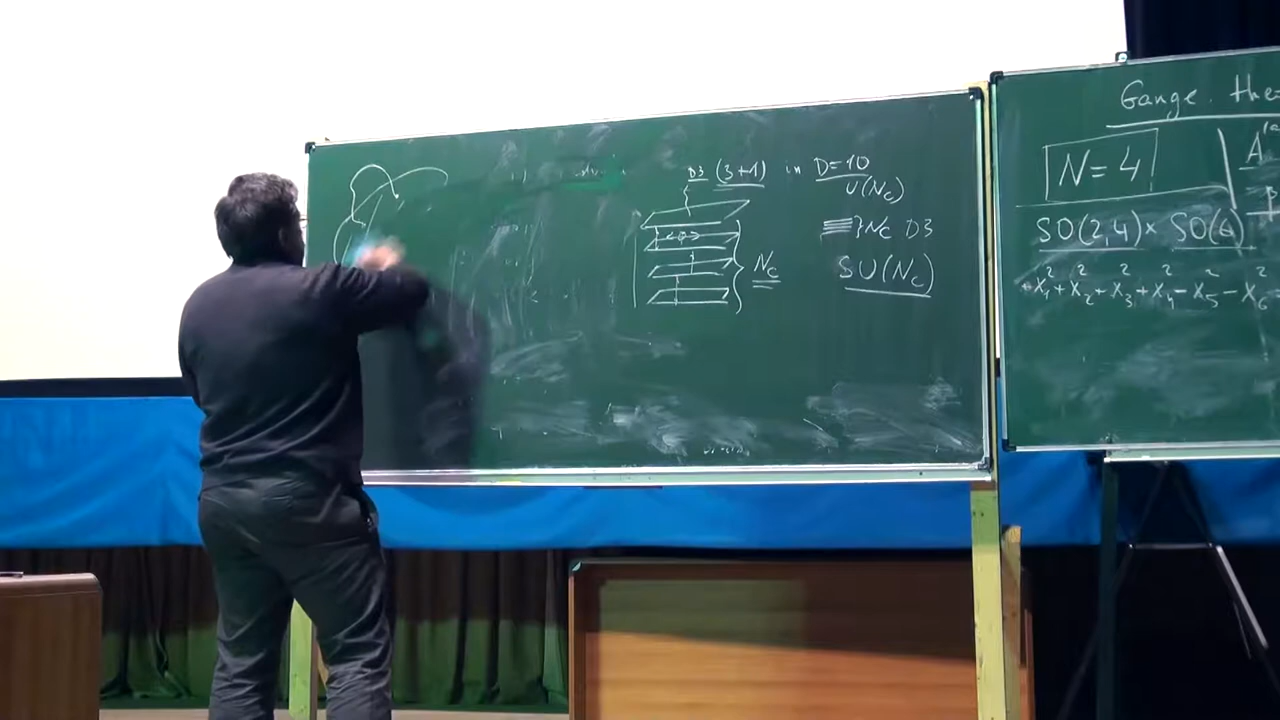 D3 (3+1) in D=10
U(Nc)
}Nc D3
Nc
SU(Nc)
Gange. the
N=4
A
SO(2,4) × SO(6)
+X₁²+X₂²+X₃²+X₄²-X₅²-X₆²